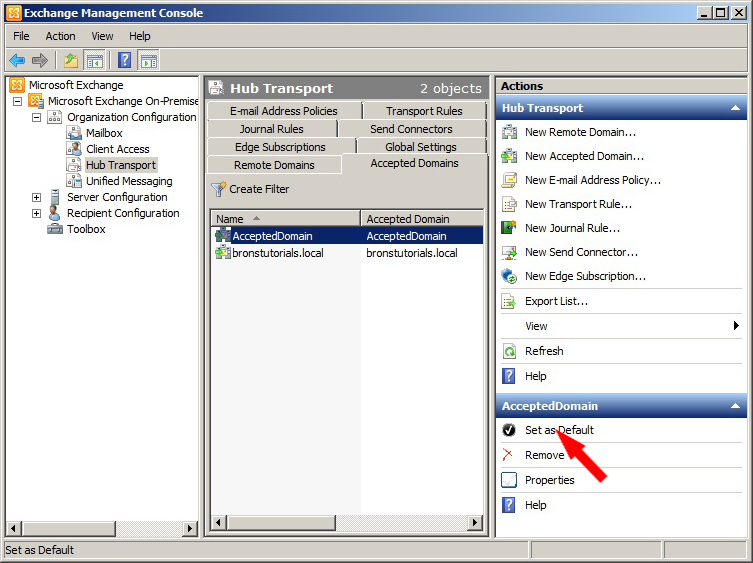 Exchange Management Console
File Action View Help
Microsoft Exchange
Microsoft Exchange On-Premise
Organization Configuration
Mailbox
Client Access
Hub Transport
Unified Messaging
Server Configuration
Recipient Configuration
Toolbox
Hub Transport 2 objects
E-mail Address Policies Transport Rules
Journal Rules Send Connectors
Edge Subscriptions Global Settings
Remote Domains Accepted Domains
Create Filter
Name Accepted Domain
AcceptedDomain AcceptedDomain
bronstutorials.local bronstutorials.local
Actions
Hub Transport
New Remote Domain...
New Accepted Domain...
New E-mail Address Policy...
New Transport Rule...
New Journal Rule...
New Send Connector...
New Edge Subscription...
Export List...
View
Refresh
Help
AcceptedDomain
Set as Default
Remove
Properties
Help
Set as Default